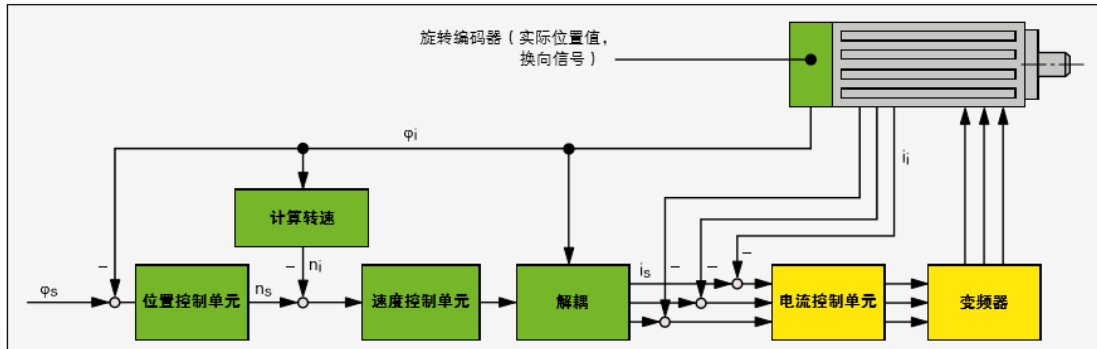 旋转编码器（实际位置值，
换向信号）
φi
ii
计算转速
−
−
ni
is
−
−
−
φs
位置控制单元
ns
速度控制单元
解耦
电流控制单元
变频器